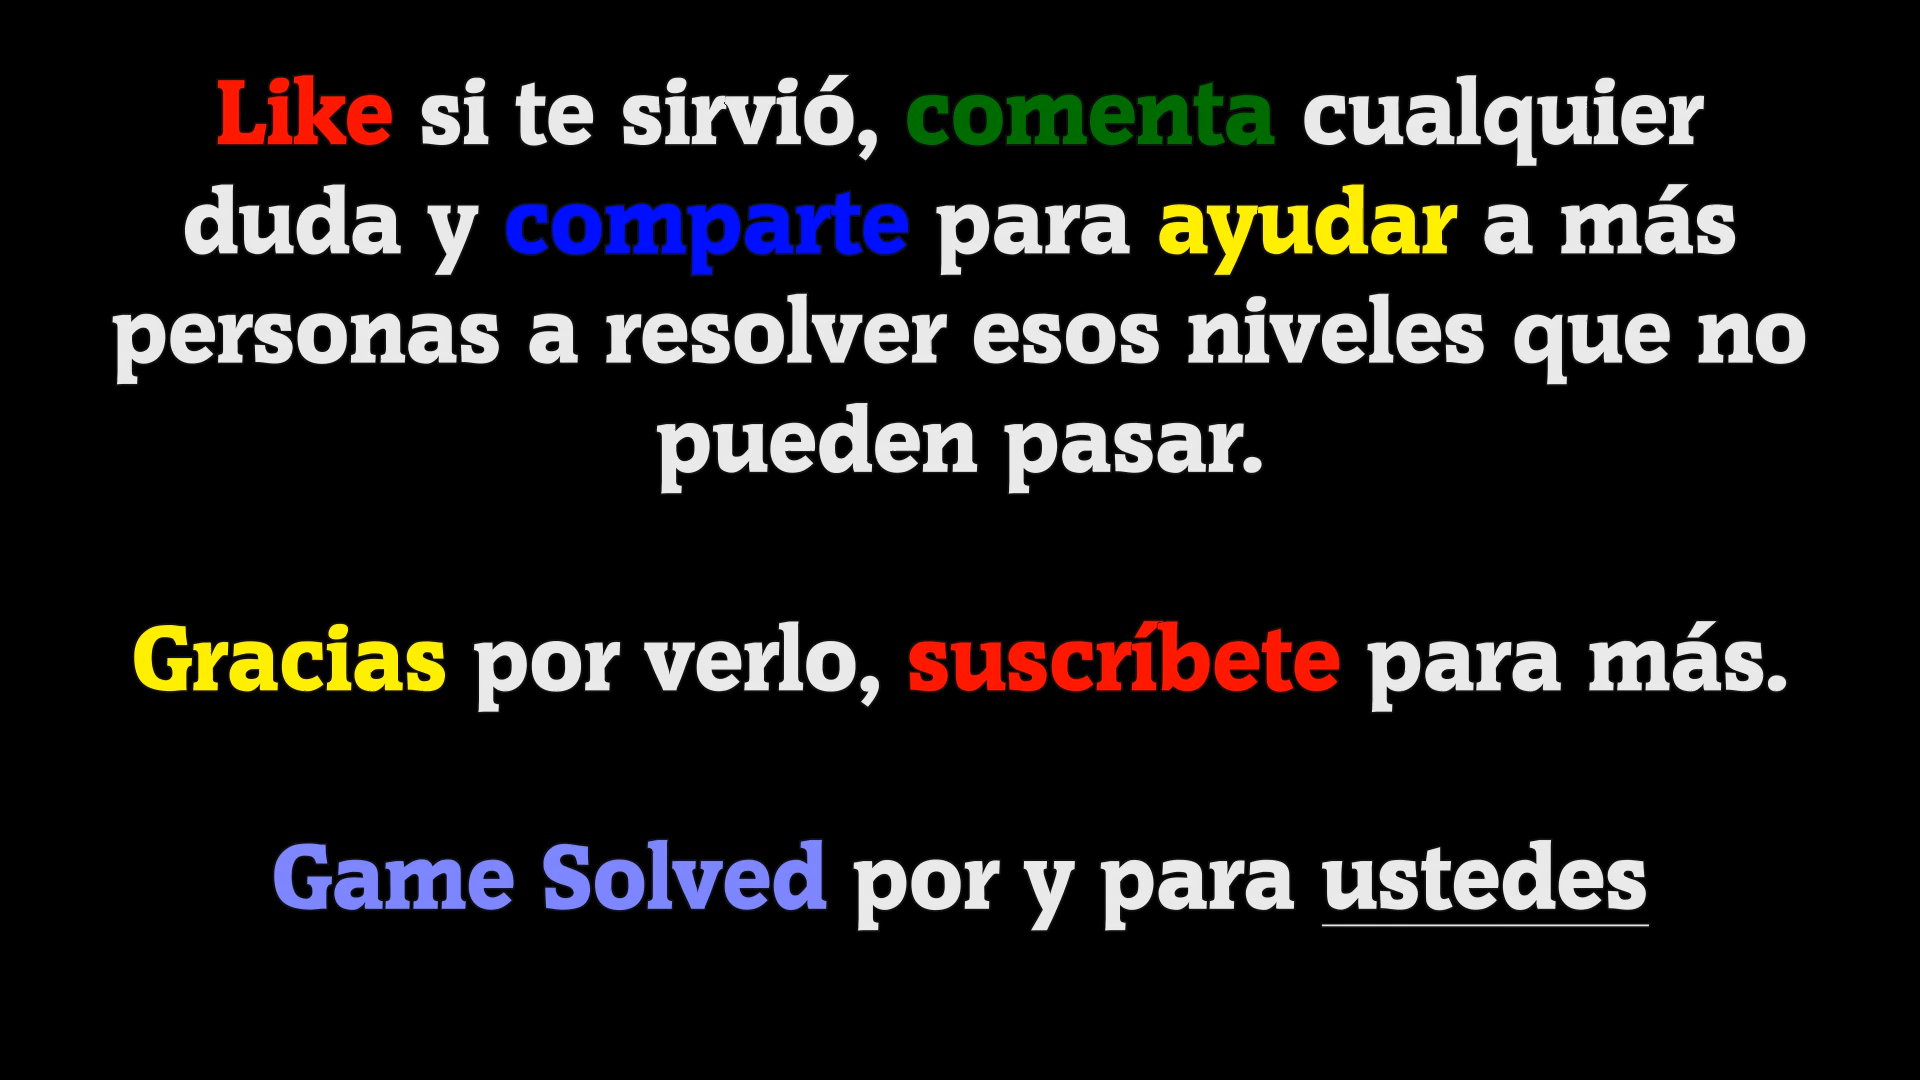 Like si te sirvió, comenta cualquier
duda y comparte para ayudar a más
personas a resolver esos niveles que no
pueden pasar.
Gracias por verlo, suscríbete para más.
Game Solved por y para ustedes